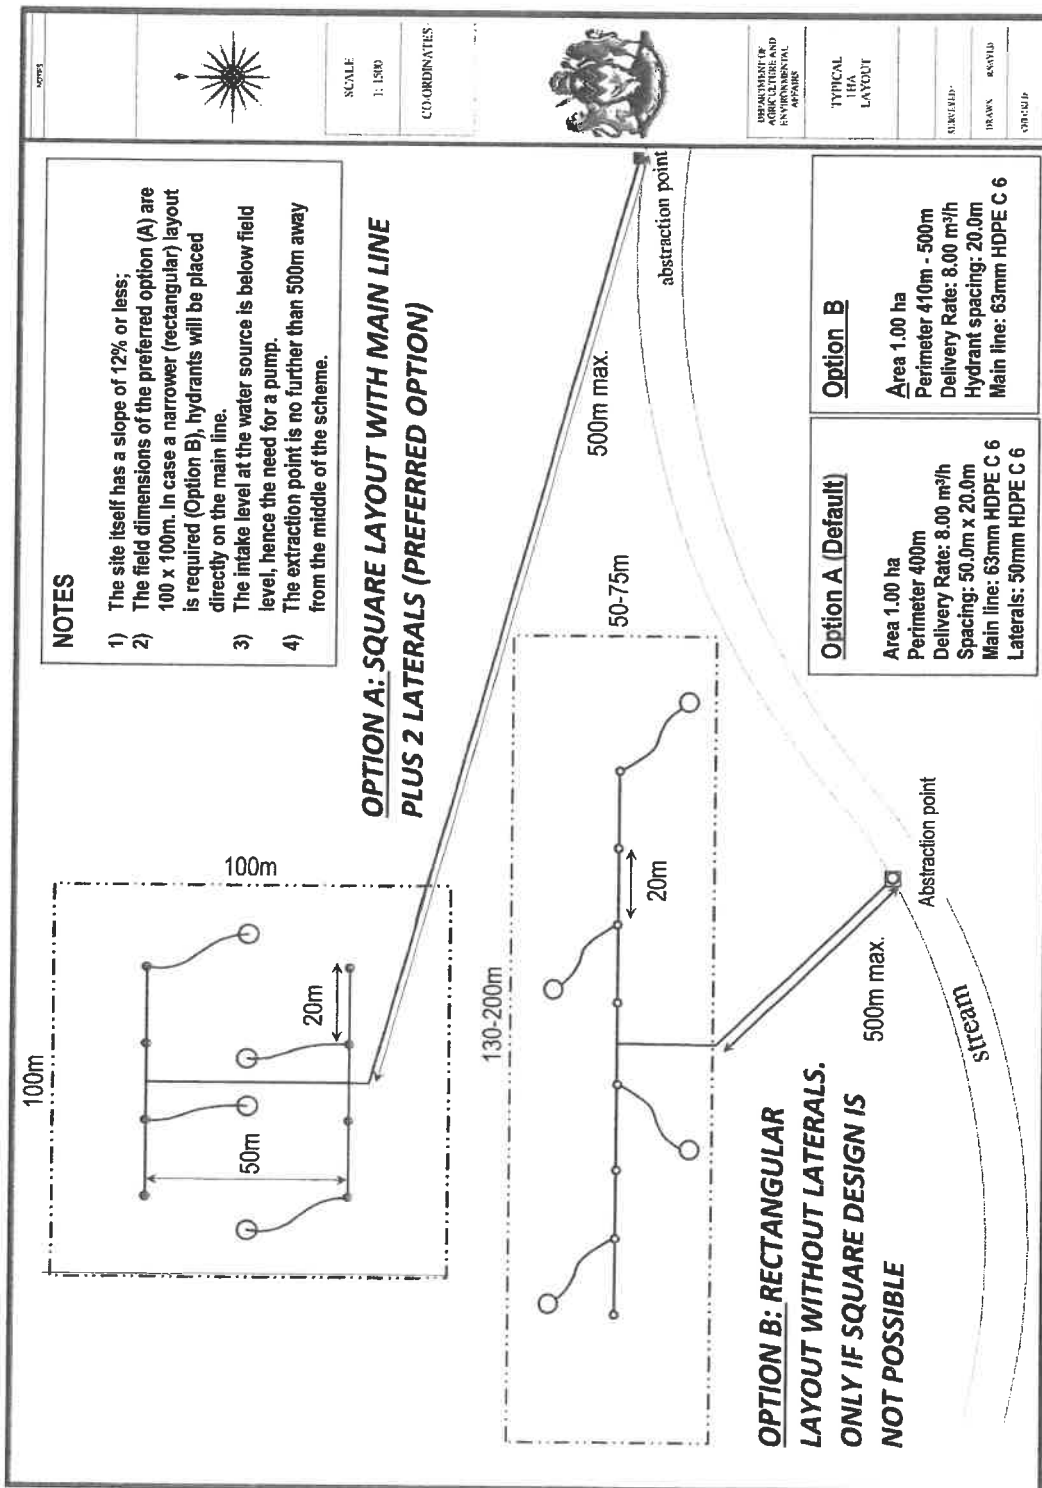 NOTES
1) The site itself has a slope of 12% or less;
2) The field dimensions of the preferred option (A) are
100 x 100m. In case a narrower (rectangular) layout
is required (Option B), hydrants will be placed
directly on the main line.
3) The intake level at the water source is below field
level, hence the need for a pump.
4) The extraction point is no further than 500m away
from the middle of the scheme.
OPTION A: SQUARE LAYOUT WITH MAIN LINE
PLUS 2 LATERALS (PREFERRED OPTION)
100m
100m
50m
20m
500m max.
abstraction point
130-200m
50-75m
20m
500m max.
Abstraction point
stream
OPTION B: RECTANGULAR
LAYOUT WITHOUT LATERALS.
ONLY IF SQUARE DESIGN IS
NOT POSSIBLE
Option A (Default)
Area 1.00 ha
Perimeter 400m
Delivery Rate: 8.00 m³/h
Spacing: 50.0m x 20.0m
Main line: 63mm HDPE C 6
Laterals: 50mm HDPE C 6
Option B
Area 1.00 ha
Perimeter 410m - 500m
Delivery Rate: 8.00 m³/h
Hydrant spacing: 20.0m
Main line: 63mm HDPE C 6
NOTES
SCALE
1: 1500
CO-ORDINATES
DEPARTMENT OF
AGRICULTURE AND
ENVIRONMENTAL
AFFAIRS
TYPICAL
1 HA
LAYOUT
SURVEYED:
DRAWN
CHECKED: